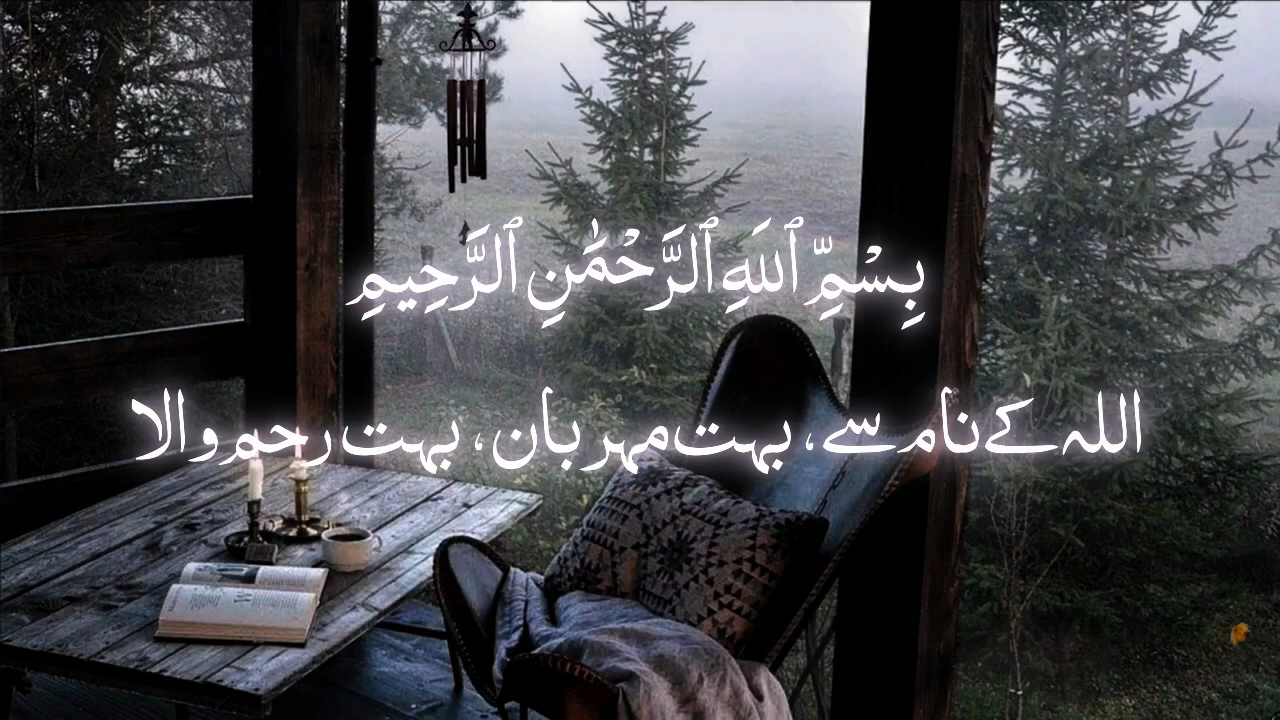 بِسْمِّ ٱللَهِ ٱلرَّحْمَٰنِ ٱلرَّحِيمِ
اللہ کے نام سے، بہت مہربان، بہت رحم والا